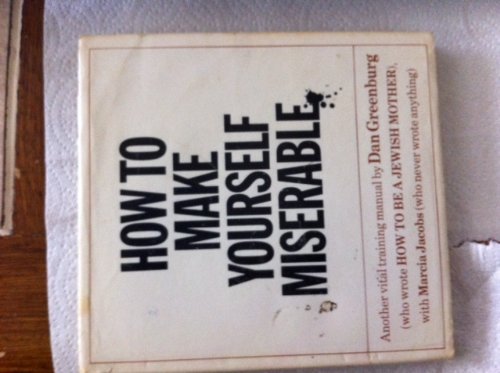 HOW TO
MAKE
YOURSELF
MISERABLE
Another vital training manual by Dan Greenburg
(who wrote HOW TO BE A JEWISH MOTHER),
with Marcia Jacobs (who never wrote anything)